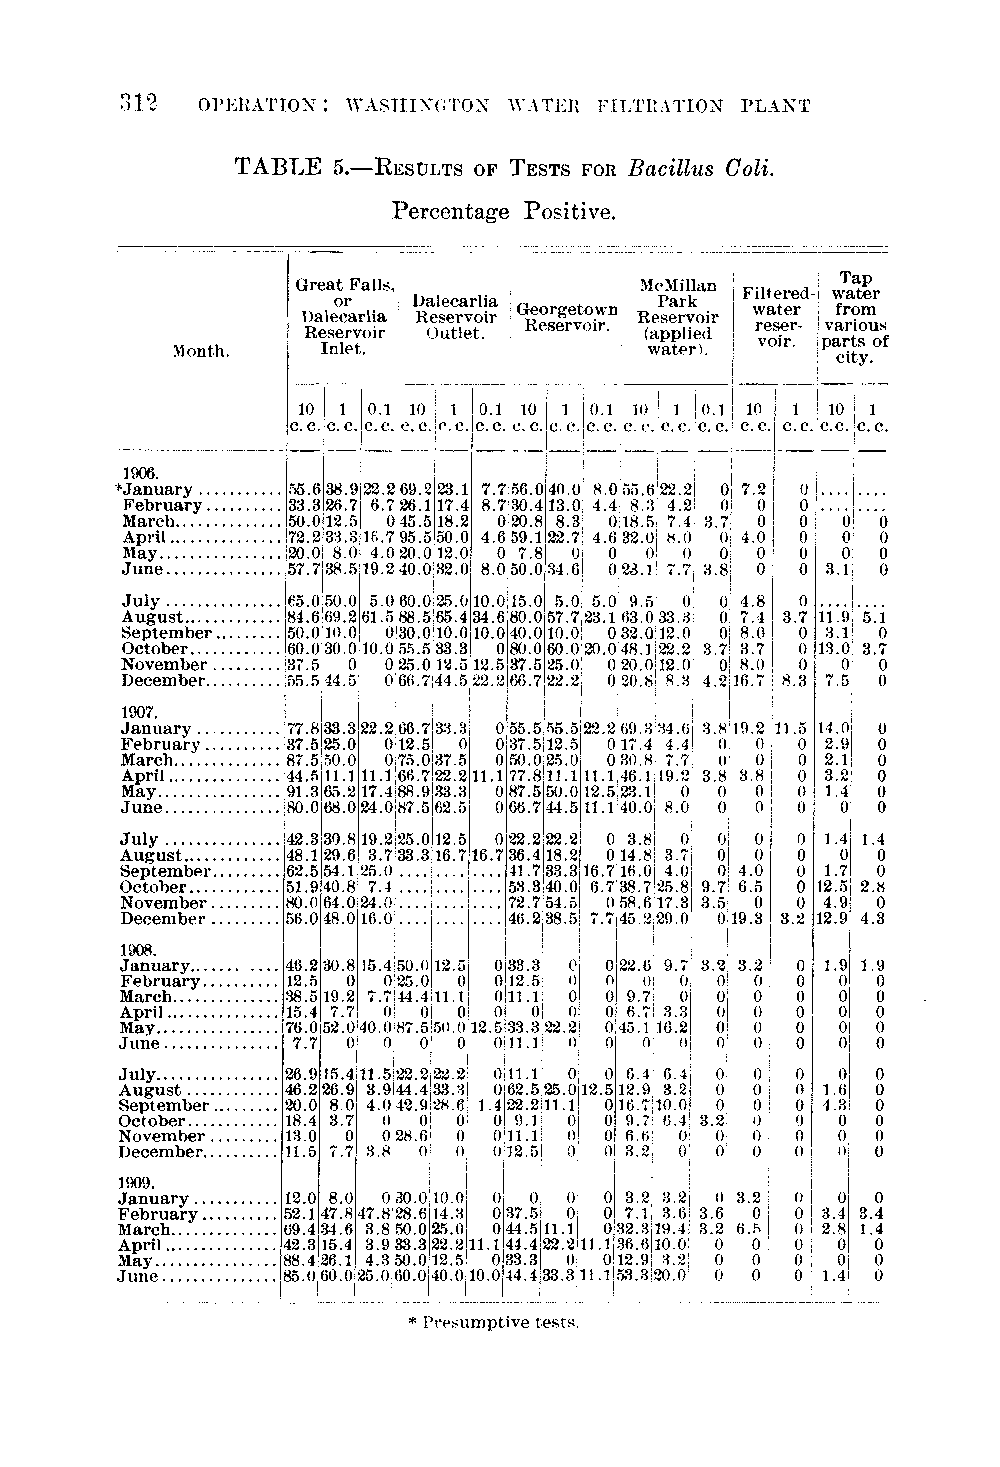 312 OPERATION: WASHINGTON WATER FILTRATION PLANT
TABLE 5.—RESULTS OF TESTS FOR Bacillus Coli.
Percentage Positive.
Month. | Great Falls, or Dalecarlia Reservoir Inlet. | Dalecarlia Reservoir Outlet. | Georgetown Reservoir. | McMillan Park Reservoir (applied water). | Filtered-water reservoir. | Tap water from various parts of city.
10 c.c. 1 c.c. 0.1 c.c. 10 c.c. 1 c.c. 0.1 c.c. 10 c.c. 1 c.c. 0.1 c.c. 10 c.c. 1 c.c. 0.1 c.c. 10 c.c. 1 c.c. 10 c.c. 1 c.c.
1906.
*January........... 55.6 38.9 22.2 69.2 23.1 7.7 56.0 40.0 8.0 55.6 22.2 0 7.2 0 .... ....
February.......... 33.3 26.7 6.7 26.1 17.4 8.7 30.4 13.0 4.4 8.3 4.2 0 0 0 .... ....
March.............. 50.0 12.5 0 45.5 18.2 0 20.8 8.3 0 18.5 7.4 3.7 0 0 0 0
April............... 72.2 33.3 16.7 95.5 50.0 4.6 59.1 22.7 4.6 32.0 8.0 0 4.0 0 0 0
May................ 20.0 8.0 4.0 20.0 12.0 0 7.8 0 0 0 0 0 0 0 0 0
June............... 57.7 38.5 19.2 40.0 32.0 8.0 50.0 34.6 0 23.1 7.7 3.8 0 0 3.1 0
July............... 65.0 50.0 5.0 60.0 25.0 10.0 15.0 5.0 5.0 9.5 0 0 4.8 0 .... ....
August............. 84.6 69.2 61.5 88.5 65.4 34.6 80.0 57.7 23.1 63.0 33.3 0 7.4 3.7 11.9 5.1
September......... 50.0 10.0 0 30.0 10.0 10.0 40.0 10.0 0 32.0 12.0 0 8.0 0 3.1 0
October............ 60.0 30.0 10.0 55.5 33.3 0 80.0 60.0 20.0 48.1 22.2 3.7 3.7 0 13.0 3.7
November.......... 37.5 0 0 25.0 12.5 12.5 37.5 25.0 0 20.0 12.0 0 8.0 0 0 0
December.......... 55.5 44.5 0 66.7 44.5 22.2 66.7 22.2 0 20.8 8.3 4.2 16.7 8.3 7.5 0
1907.
January........... 77.8 33.3 22.2 66.7 33.3 0 55.5 55.5 22.2 69.3 34.6 3.8 19.2 11.5 14.0 0
February.......... 37.5 25.0 0 12.5 0 0 37.5 12.5 0 17.4 4.4 0 0 0 2.9 0
March.............. 87.5 50.0 0 75.0 37.5 0 50.0 25.0 0 30.8 7.7 0 0 0 2.1 0
April............... 44.5 11.1 11.1 66.7 22.2 11.1 77.8 11.1 11.1 46.1 19.2 3.8 3.8 0 3.2 0
May................ 91.3 65.2 17.4 88.9 33.3 0 87.5 50.0 12.5 23.1 0 0 0 0 1.4 0
June............... 80.0 68.0 24.0 87.5 62.5 0 66.7 44.5 11.1 40.0 8.0 0 0 0 0 0
July............... 42.3 30.8 19.2 25.0 12.5 0 22.2 22.2 0 3.8 0 0 0 0 1.4 1.4
August............. 48.1 29.6 3.7 33.3 16.7 16.7 36.4 18.2 0 14.8 3.7 0 0 0 0 0
September......... 62.5 54.1 25.0 .... .... .... 41.7 33.3 16.7 16.0 4.0 0 4.0 0 1.7 0
October............ 51.9 40.8 7.4 .... .... .... 53.3 40.0 6.7 38.7 25.8 9.7 6.5 0 12.5 2.8
November......... 80.0 64.0 24.0 .... .... .... 72.7 54.5 0 58.6 17.3 3.5 0 0 4.9 0
December......... 56.0 48.0 16.0 .... .... .... 46.2 38.5 7.7 45.2 29.0 0 19.3 3.2 12.9 4.3
1908.
January........... 46.2 30.8 15.4 50.0 12.5 0 33.3 0 0 22.6 9.7 3.2 3.2 0 1.9 1.9
February.......... 12.5 0 0 25.0 0 0 12.5 0 0 0 0 0 0 0 0 0
March.............. 38.5 19.2 7.7 44.4 11.1 0 11.1 0 0 9.7 0 0 0 0 0 0
April............... 15.4 7.7 0 0 0 0 0 0 0 6.7 3.3 0 0 0 0 0
May................ 76.0 52.0 40.0 87.5 50.0 12.5 33.3 22.2 0 45.1 16.2 0 0 0 0 0
June............... 7.7 0 0 0 0 0 11.1 0 0 0 0 0 0 0 0 0
July................ 26.9 15.4 11.5 22.2 22.2 0 11.1 0 0 6.4 6.4 0 0 0 0 0
August............ 46.2 26.9 3.9 44.4 33.3 0 62.5 25.0 12.5 12.9 3.2 0 0 0 1.6 0
September......... 20.0 8.0 4.0 42.9 28.6 1.4 22.2 11.1 0 16.7 10.0 0 0 0 4.3 0
October............ 18.4 3.7 0 0 0 0 9.1 0 0 9.7 6.4 3.2 0 0 0 0
November......... 13.0 0 0 28.6 0 0 11.1 0 0 6.6 0 0 0 0 0 0
December.......... 11.5 7.7 3.8 0 0 0 12.5 0 0 3.2 0 0 0 0 0 0
1909.
January........... 12.0 8.0 0 30.0 10.0 0 0 0 0 3.2 3.2 0 3.2 0 0 0
February.......... 52.1 47.8 47.8 28.6 14.3 0 37.5 0 0 7.1 3.6 3.6 0 0 3.4 3.4
March.............. 69.4 34.6 3.8 50.0 25.0 0 44.5 11.1 0 32.3 19.4 3.2 6.5 0 2.8 1.4
April............... 42.3 15.4 3.9 33.3 22.2 11.1 44.4 22.2 11.1 36.6 10.0 0 0 0 0 0
May................ 88.4 26.1 4.3 50.0 12.5 0 33.3 0 0 12.9 3.2 0 0 0 0 0
June............... 85.0 60.0 25.0 60.0 40.0 10.0 44.4 33.3 11.1 53.3 20.0 0 0 0 1.4 0
* Presumptive tests.